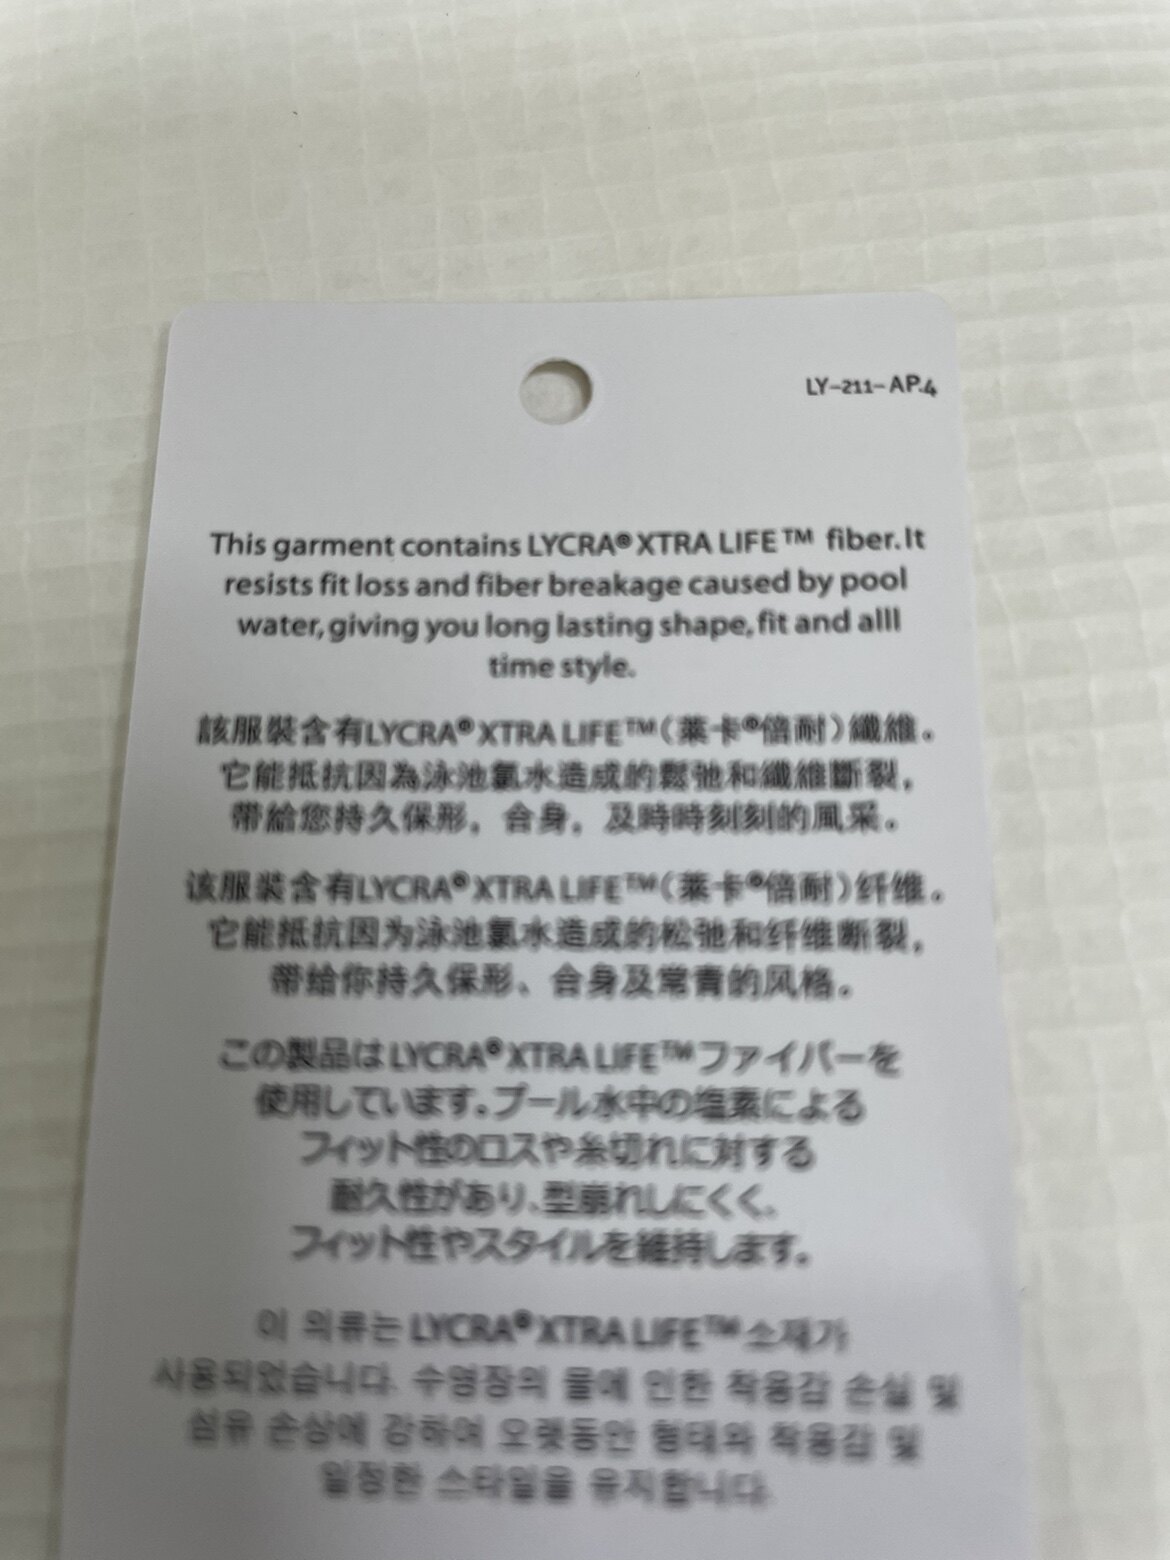 LY-211-AP.4
This garment contains LYCRA® XTRA LIFE™ fiber. It
resists fit loss and fiber breakage caused by pool
water, giving you long lasting shape, fit and alll
time style.
該服裝含有LYCRA® XTRA LIFE™（萊卡®倍耐）纖維。
它能抵抗因為泳池氯水造成的鬆弛和纖維斷裂，
帶給您持久保形，合身，及時時刻刻的風采。
该服装含有LYCRA® XTRA LIFE™（莱卡®倍耐）纤维。
它能抵抗因为泳池氯水造成的松弛和纤维断裂，
带给你持久保形、合身及常青的风格。
この製品はLYCRA® XTRA LIFE™ファイバーを
使用しています。プール水中の塩素による
フィット性のロスや糸切れに対する
耐久性があり、型崩れしにくく、
フィット性やスタイルを維持します。
이 의류는 LYCRA® XTRA LIFE™ 소재가
사용되었습니다. 수영장의 물에 인한 착용감 손실 및
섬유 손상에 강하여 오랫동안 형태와 착용감 및
일정한 스타일을 유지합니다.